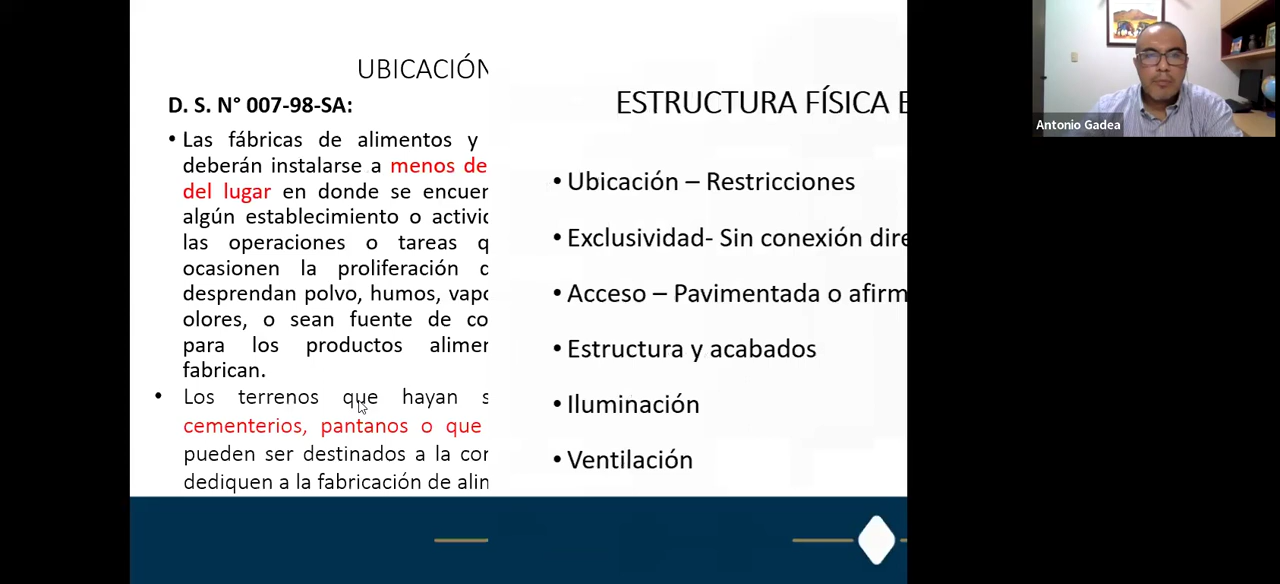 UBICACIÓN
D. S. N° 007-98-SA:
• Las fábricas de alimentos y
deberán instalarse a menos de
del lugar en donde se encuen
algún establecimiento o activid
las operaciones o tareas q
ocasionen la proliferación d
desprendan polvo, humos, vapo
olores, o sean fuente de co
para los productos alimen
fabrican.
• Los terrenos que hayan s
cementerios, pantanos o que
pueden ser destinados a la con
dediquen a la fabricación de alim
ESTRUCTURA FÍSICA E
• Ubicación – Restricciones
• Exclusividad- Sin conexión dire
• Acceso – Pavimentada o afirm
• Estructura y acabados
• Iluminación
• Ventilación
Antonio Gadea